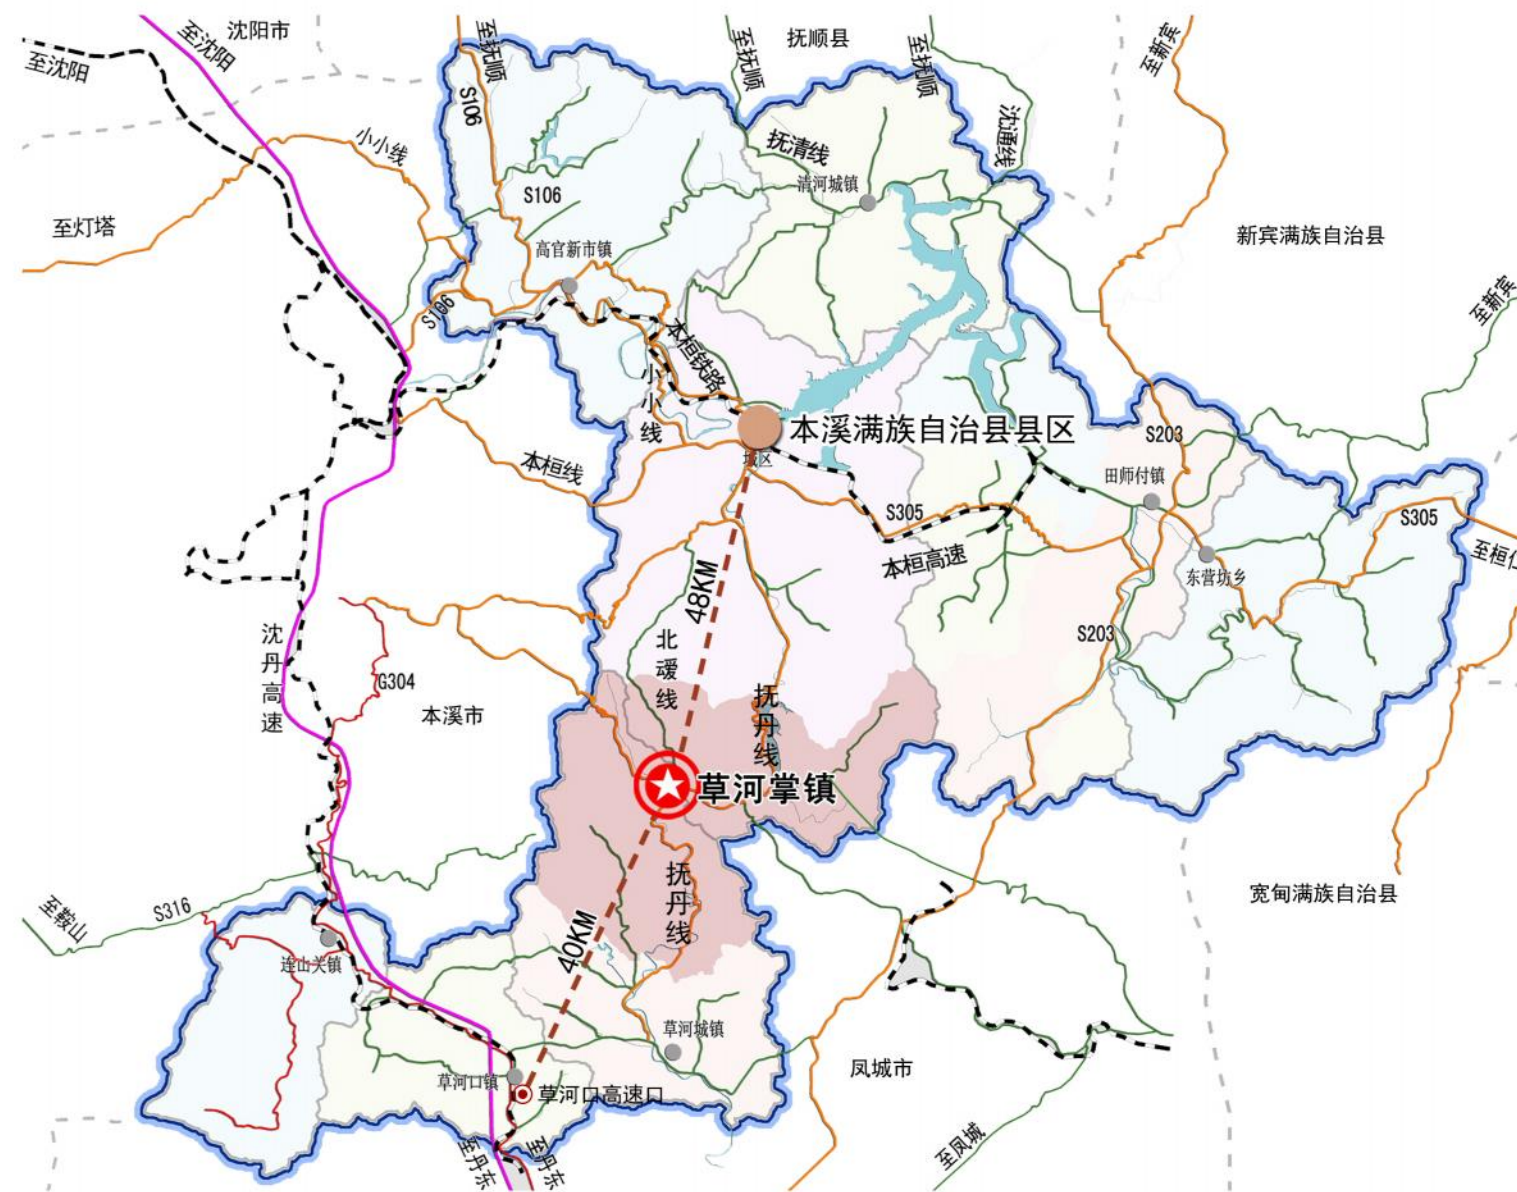 至沈阳
沈阳市
至抚顺
至抚顺
抚顺县
至抚顺
至新宾
至沈阳
S106
小小线
抚清线
沈通线
清河城镇
S106
至灯塔
高官新市镇
新宾满族自治县
S106
至新宾
本桓铁路
小小线
本溪满族自治县县区
城区
S203
本桓线
田师付镇
S305
S305
至桓仁
本桓高速
东营坊乡
48KM
沈丹高速
北叆线
S203
G304
本溪市
抚丹线
草河掌镇
抚丹线
宽甸满族自治县
至鞍山
S316
40KM
连山关镇
草河城镇
凤城市
草河口镇
草河口高速口
至凤城
至丹东
至丹东